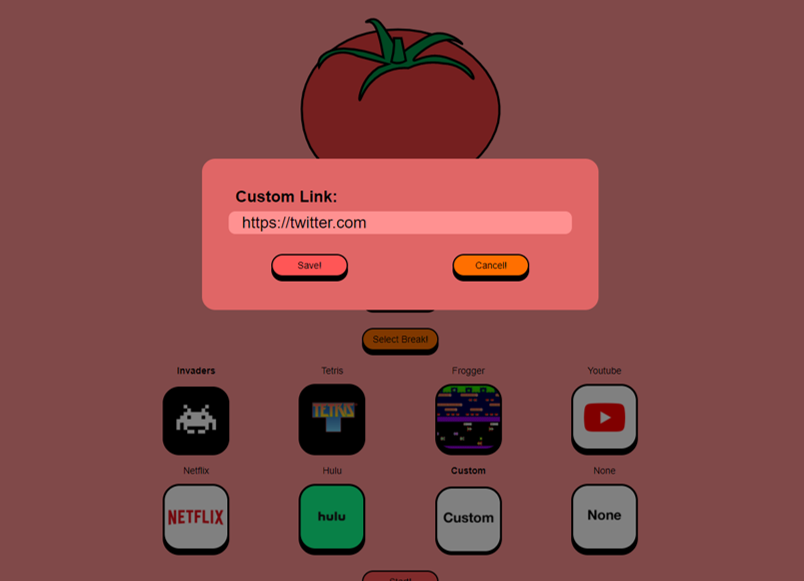 Custom Link:
https://twitter.com
Save!
Cancel!
Select Break!
Invaders
Tetris
Frogger
Youtube
TETRIS
Netflix
Hulu
Custom
None
NETFLIX
hulu
Custom
None